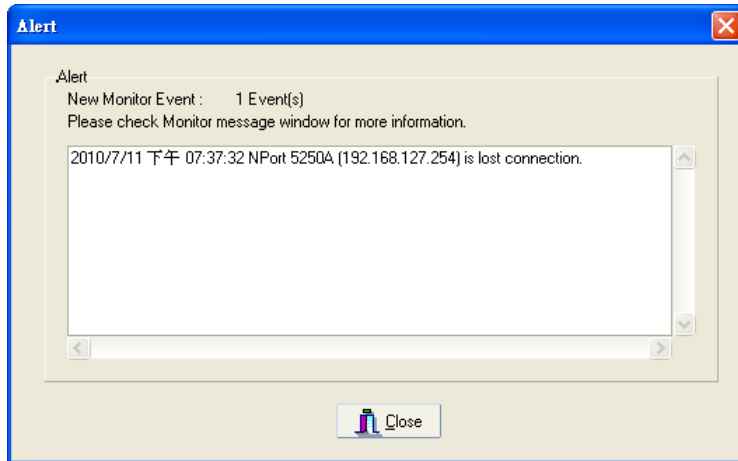 Alert
Alert
New Monitor Event : 1 Event(s)
Please check Monitor message window for more information.
2010/7/11 下午 07:37:32 NPort 5250A (192.168.127.254) is lost connection.
Close